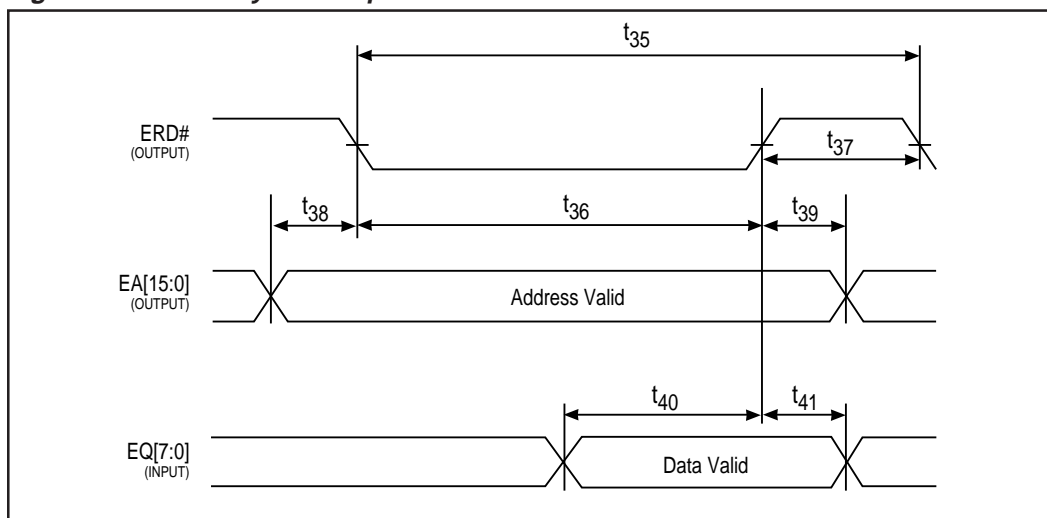 t35
ERD#
(OUTPUT)
t37
t38
t36
t39
EA[15:0]
(OUTPUT)
Address Valid
t40
t41
EQ[7:0]
(INPUT)
Data Valid